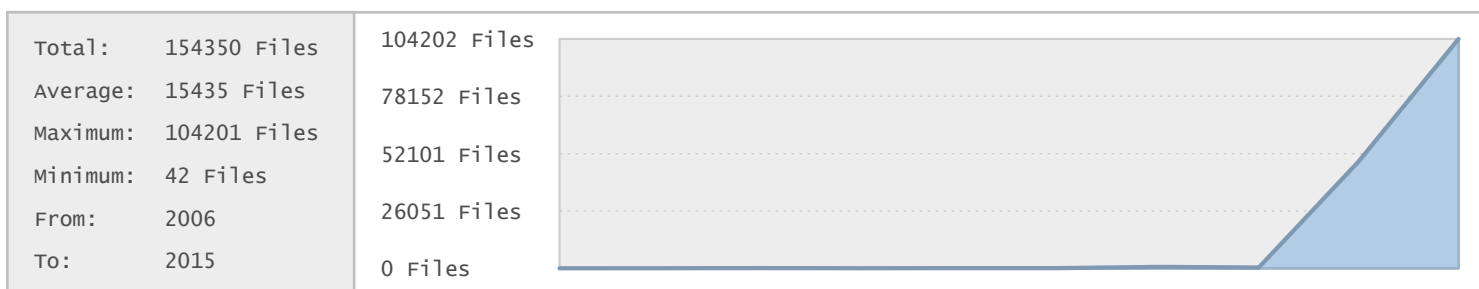 Total: 154350 Files
Average: 15435 Files
Maximum: 104201 Files
Minimum: 42 Files
From: 2006
To: 2015
104202 Files
78152 Files
52101 Files
26051 Files
0 Files